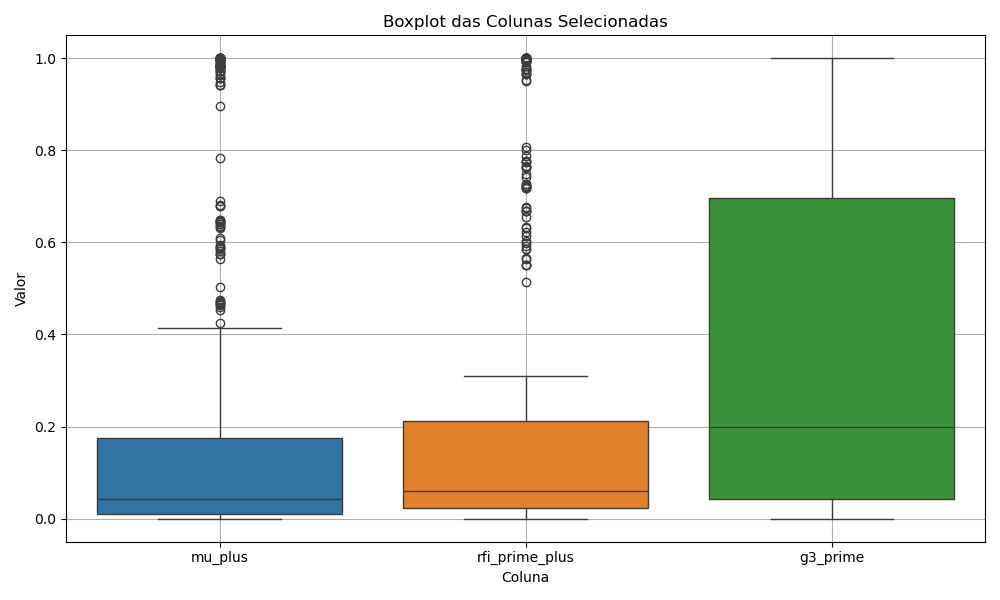 Boxplot das Colunas Selecionadas
1.0
0.8
0.6
0.4
0.2
0.0
Valor
mu_plus
rfi_prime_plus
g3_prime
Coluna